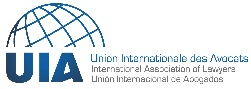 UIA
Union Internationale des Avocats
International Association of Lawyers
Unión Internacional de Abogados